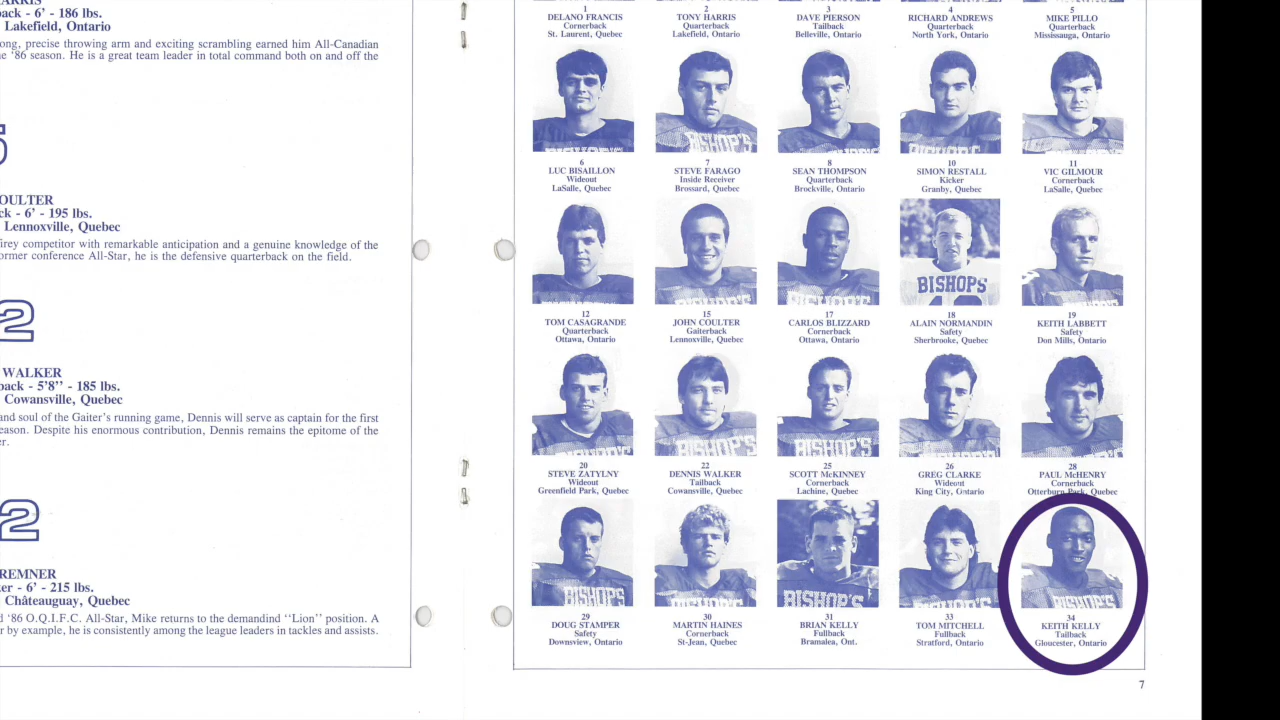 back - 6' - 186 lbs.
Lakefield, Ontario
ong, precise throwing arm and exciting scrambling earned him All-Canadian
e '86 season. He is a great team leader in total command both on and off the
OULTER
ck - 6' - 195 lbs.
Lennoxville, Quebec
firey competitor with remarkable anticipation and a genuine knowledge of the
ormer conference All-Star, he is the defensive quarterback on the field.
2
WALKER
back - 5'8'' - 185 lbs.
Cowansville, Quebec
and soul of the Gaiter's running game, Dennis will serve as captain for the first
eason. Despite his enormous contribution, Dennis remains the epitome of the
er.
2
REMNER
er - 6' - 215 lbs.
Châteauguay, Quebec
d '86 O.Q.I.F.C. All-Star, Mike returns to the demandind "Lion" position. A
r by example, he is consistently among the league leaders in tackles and assists.
1
DELANO FRANCIS
Cornerback
St. Laurent, Quebec
2
TONY HARRIS
Quarterback
Lakefield, Ontario
3
DAVE PIERSON
Tailback
Belleville, Ontario
4
RICHARD ANDREWS
Quarterback
North York, Ontario
5
MIKE PILLO
Quarterback
Mississauga, Ontario
BISHOP'S
6
LUC BISAILLON
Wideout
LaSalle, Quebec
7
STEVE FARAGO
Inside Receiver
Brossard, Quebec
8
SEAN THOMPSON
Quarterback
Brockville, Ontario
10
SIMON RESTALL
Kicker
Granby, Quebec
11
VIC GILMOUR
Cornerback
LaSalle, Quebec
BISHOP'S
12
TOM CASAGRANDE
Quarterback
Ottawa, Ontario
15
JOHN COULTER
Gaiterback
Lennoxville, Quebec
17
CARLOS BLIZZARD
Cornerback
Ottawa, Ontario
18
ALAIN NORMANDIN
Safety
Sherbrooke, Quebec
19
KEITH LABBETT
Safety
Don Mills, Ontario
BISHOP'S
BISHOP'S
20
STEVE ZATYLNY
Wideout
Greenfield Park, Quebec
22
DENNIS WALKER
Tailback
Cowansville, Quebec
25
SCOTT McKINNEY
Cornerback
Lachine, Quebec
26
GREG CLARKE
Wideout
King City, Ontario
28
PAUL McHENRY
Cornerback
Otterburn Park, Quebec
BISHOP'S
BISHOP'S
29
DOUG STAMPER
Safety
Downsview, Ontario
30
MARTIN HAINES
Cornerback
St-Jean, Quebec
31
BRIAN KELLY
Fullback
Bramalea, Ont.
33
TOM MITCHELL
Fullback
Stratford, Ontario
34
KEITH KELLY
Tailback
Gloucester, Ontario
7